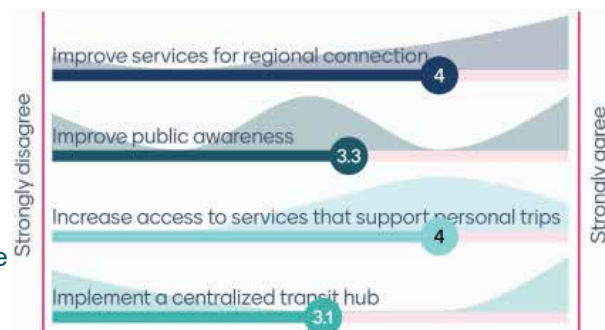 Strongly disagree
Improve services for regional connection
4
Improve public awareness
3.3
Increase access to services that support personal trips
4
Implement a centralized transit hub
3.1
Strongly agree